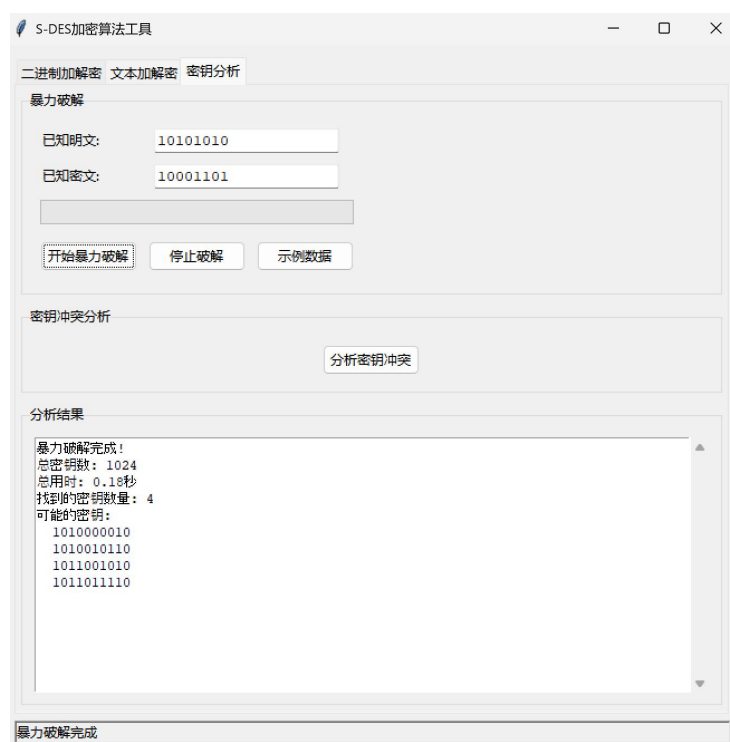 S-DES加密算法工具
二进制加解密 文本加解密 密钥分析
暴力破解
已知明文: 10101010
已知密文: 10001101
开始暴力破解 停止破解 示例数据
密钥冲突分析
分析密钥冲突
分析结果
暴力破解完成!
总密钥数: 1024
总用时: 0.18秒
找到的密钥数量: 4
可能的密钥:
1010000010
1010010110
1011001010
1011011110
暴力破解完成